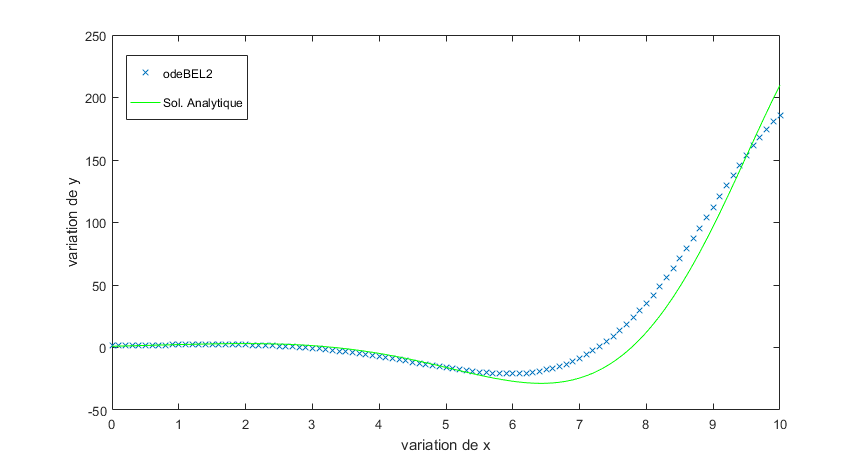 250
200
150
100
50
0
-50
variation de y
odeBEL2
Sol. Analytique
0 1 2 3 4 5 6 7 8 9 10
variation de x